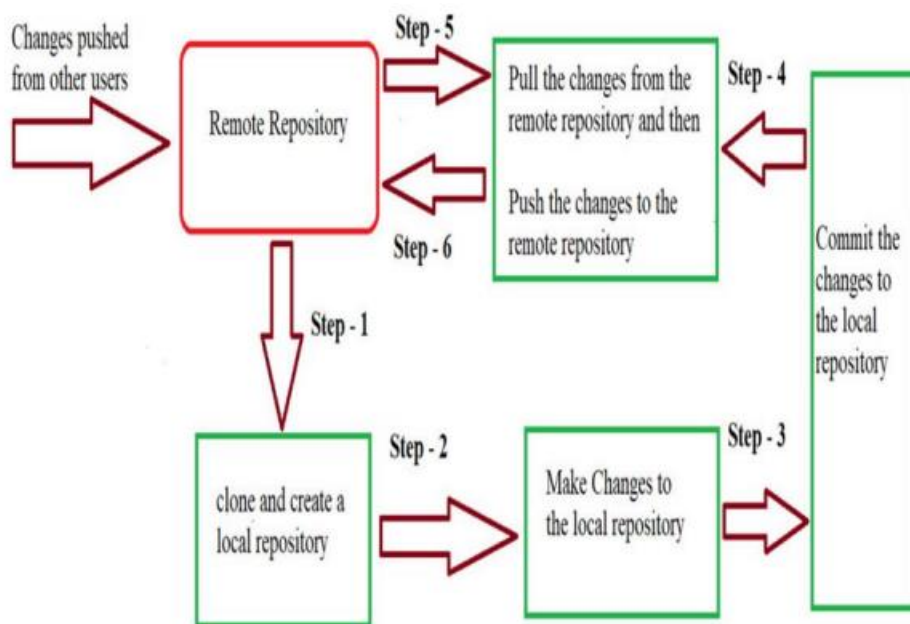 Changes pushed
from other users
Remote Repository
Step - 5
Pull the changes from the
remote repository and then
Push the changes to the
remote repository
Step - 4
Step - 6
Commit the
changes to
the local
repository
Step - 1
clone and create a
local repository
Step - 2
Make Changes to
the local repository
Step - 3